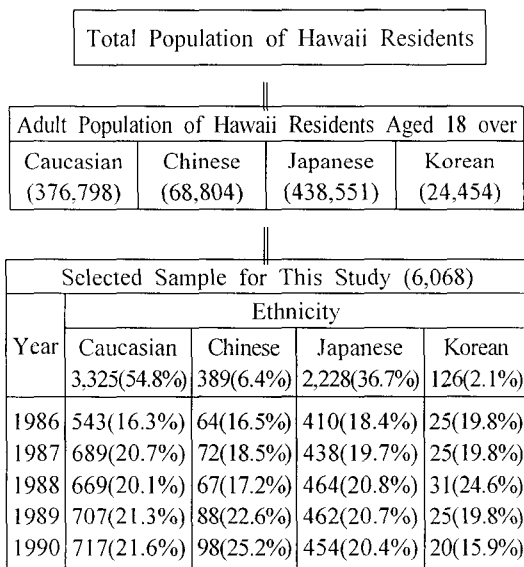 Total Population of Hawaii Residents
Adult Population of Hawaii Residents Aged 18 over
Caucasian Chinese Japanese Korean
(376,798) (68,804) (438,551) (24,454)
Selected Sample for This Study (6,068)
Ethnicity
Year Caucasian Chinese Japanese Korean
3,325(54.8%) 389(6.4%) 2,228(36.7%) 126(2.1%)
1986 543(16.3%) 64(16.5%) 410(18.4%) 25(19.8%)
1987 689(20.7%) 72(18.5%) 438(19.7%) 25(19.8%)
1988 669(20.1%) 67(17.2%) 464(20.8%) 31(24.6%)
1989 707(21.3%) 88(22.6%) 462(20.7%) 25(19.8%)
1990 717(21.6%) 98(25.2%) 454(20.4%) 20(15.9%)